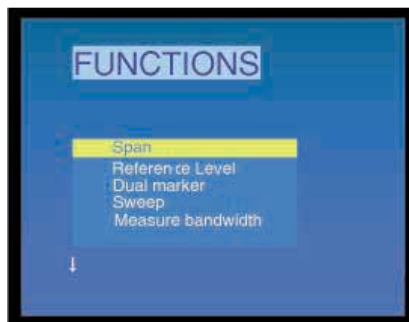 FUNCTIONS
Span
Reference Level
Dual marker
Sweep
Measure bandwidth